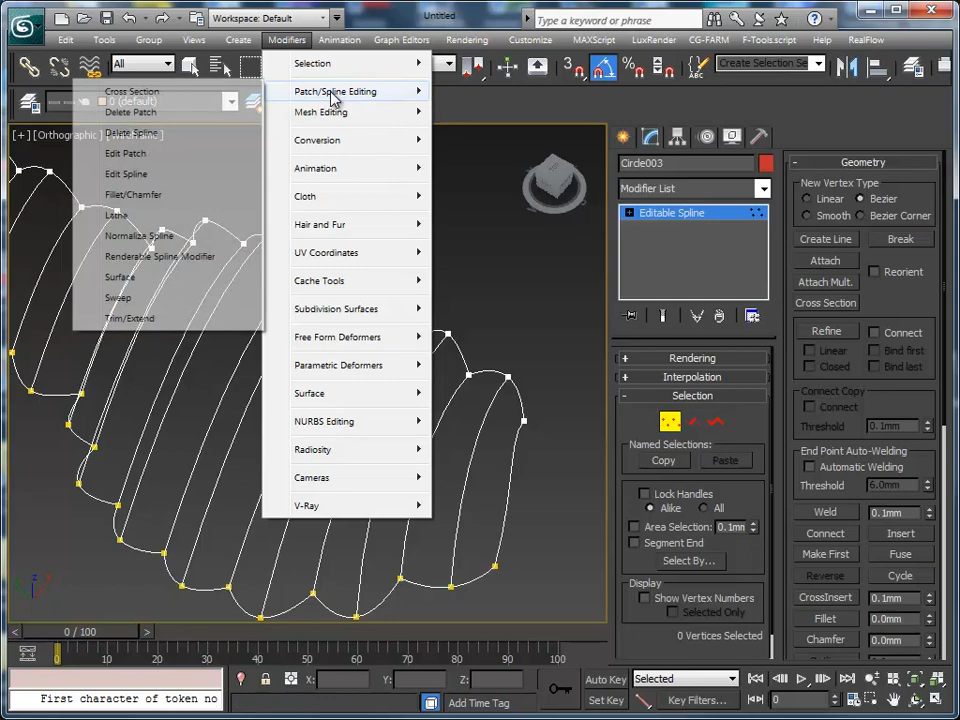 Workspace: Default
Untitled
Type a keyword or phrase
Edit Tools Group Views Create Modifiers Animation Graph Editors Rendering Customize MAXScript LuxRender CG-FARM F-Tools.script RealFlow
All
3
Create Selection Se
0 (default)
[+] [Orthographic]
Selection
Patch/Spline Editing
Mesh Editing
Conversion
Animation
Cloth
Hair and Fur
UV Coordinates
Cache Tools
Subdivision Surfaces
Free Form Deformers
Parametric Deformers
Surface
NURBS Editing
Radiosity
Cameras
V-Ray
Cross Section
Delete Patch
Delete Spline
Edit Patch
Edit Spline
Fillet/Chamfer
Lathe
Normalize Spline
Renderable Spline Modifier
Surface
Sweep
Trim/Extend
Circle003
Modifier List
Editable Spline
+ Rendering
+ Interpolation
- Selection
Named Selections:
Copy Paste
Lock Handles
Alike All
Area Selection: 0.1mm
Segment End
Select By...
Display
Show Vertex Numbers
Selected Only
0 Vertices Selected
- Geometry
New Vertex Type
Linear Bezier
Smooth Bezier Corner
Create Line Break
Attach Reorient
Attach Mult.
Cross Section
Refine Connect
Linear Bind first
Closed Bind last
Connect Copy
Connect
Threshold 0.1mm
End Point Auto-Welding
Automatic Welding
Threshold 6.0mm
Weld 0.1mm
Connect Insert
Make First Fuse
Reverse Cycle
CrossInsert 0.1mm
Fillet 0.0mm
Chamfer 0.0mm
z
x
0 / 100
0 10 20 30 40 50 60 70 80 90 100
X: Y: Z:
Auto Key Selected
First character of token no
Add Time Tag
Set Key Key Filters...
0